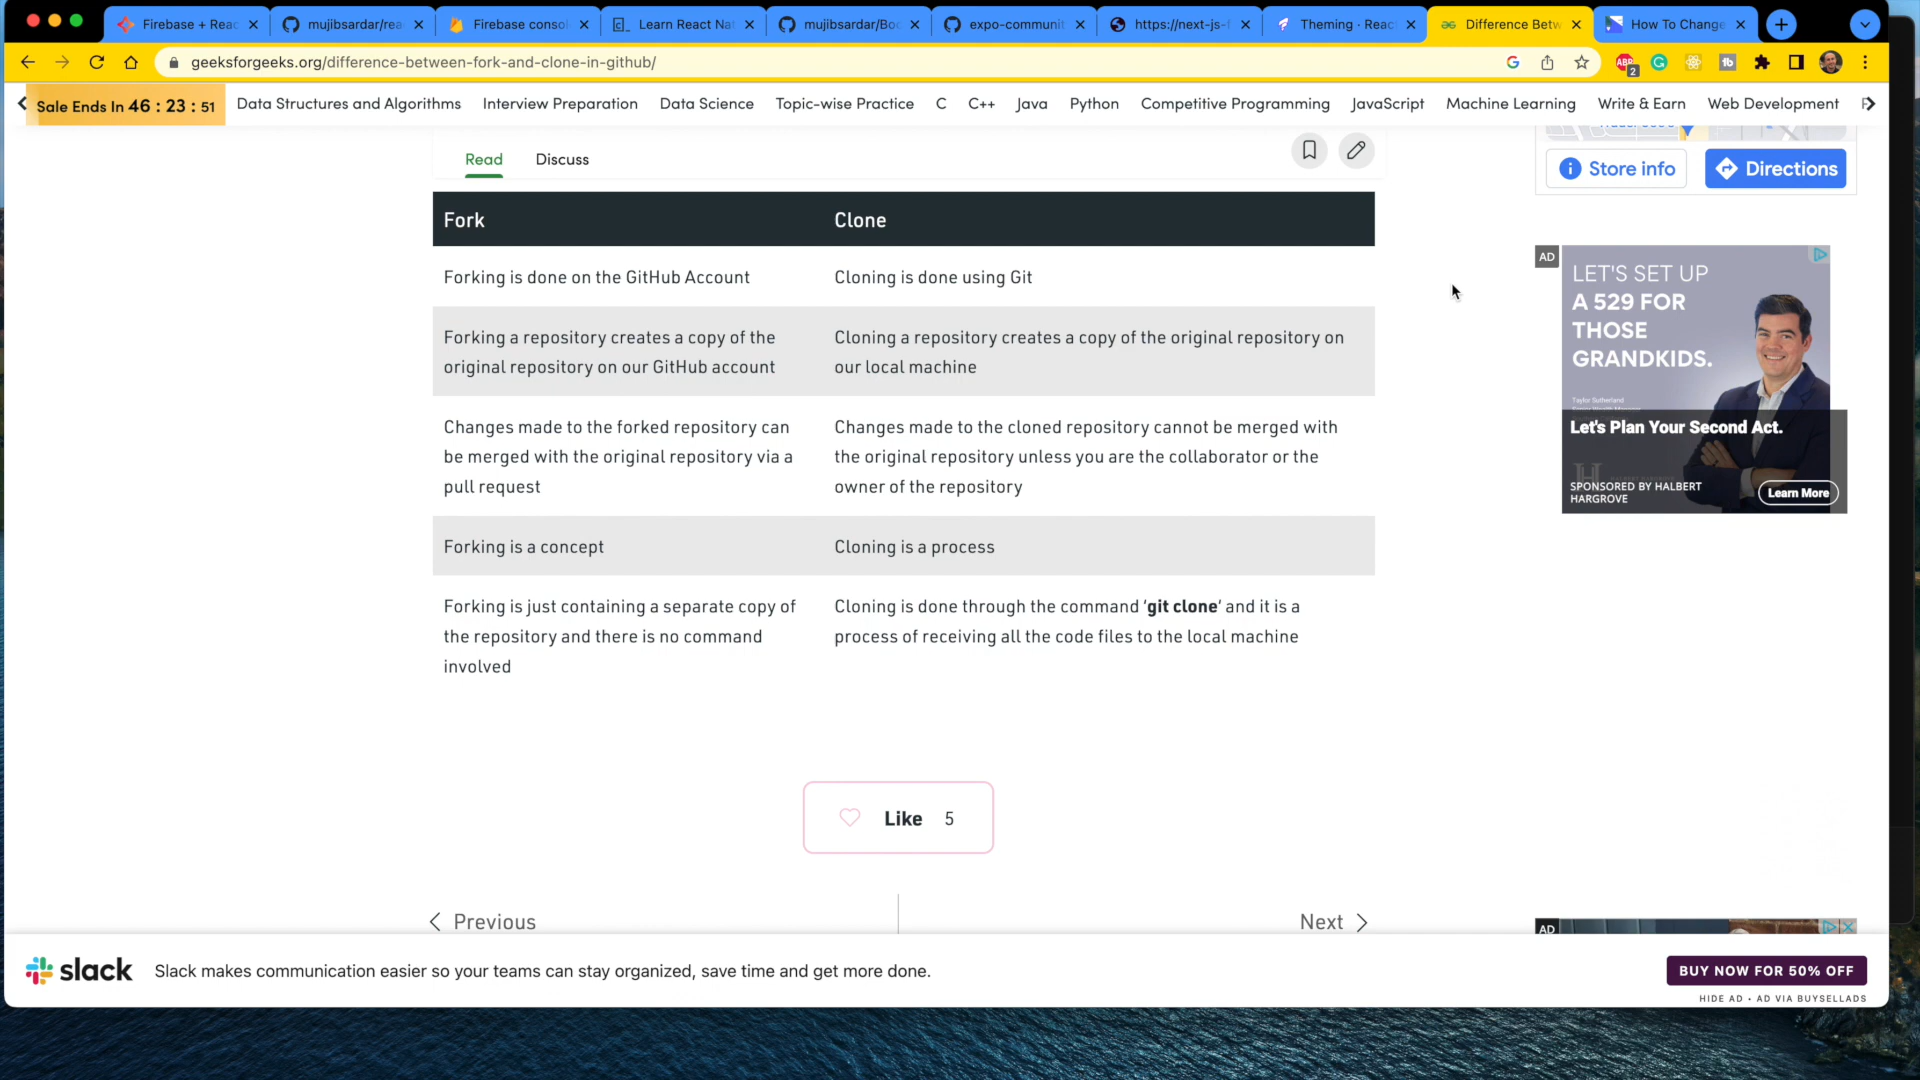 Firebase + Reac
mujibsardar/rea
Firebase consol
Learn React Nat
mujibsardar/Boo
expo-communit
https://next-js-f
Theming · React
Difference Betw
How To Change
geeksforgeeks.org/difference-between-fork-and-clone-in-github/
ABP 2
Sale Ends In 46 : 23 : 51
Data Structures and Algorithms
Interview Preparation
Data Science
Topic-wise Practice
C
C++
Java
Python
Competitive Programming
JavaScript
Machine Learning
Write & Earn
Web Development
Read
Discuss
Store info
Directions
Fork
Clone
Forking is done on the GitHub Account
Cloning is done using Git
Forking a repository creates a copy of the
original repository on our GitHub account
Cloning a repository creates a copy of the original repository on
our local machine
Changes made to the forked repository can
be merged with the original repository via a
pull request
Changes made to the cloned repository cannot be merged with
the original repository unless you are the collaborator or the
owner of the repository
Forking is a concept
Cloning is a process
Forking is just containing a separate copy of
the repository and there is no command
involved
Cloning is done through the command ‘git clone‘ and it is a
process of receiving all the code files to the local machine
AD
LET'S SET UP
A 529 FOR
THOSE
GRANDKIDS.
Taylor Sutherland
Let's Plan Your Second Act.
SPONSORED BY HALBERT
HARGROVE
Learn More
Like 5
Previous
Next
AD
slack
Slack makes communication easier so your teams can stay organized, save time and get more done.
BUY NOW FOR 50% OFF
HIDE AD • AD VIA BUYSELLADS